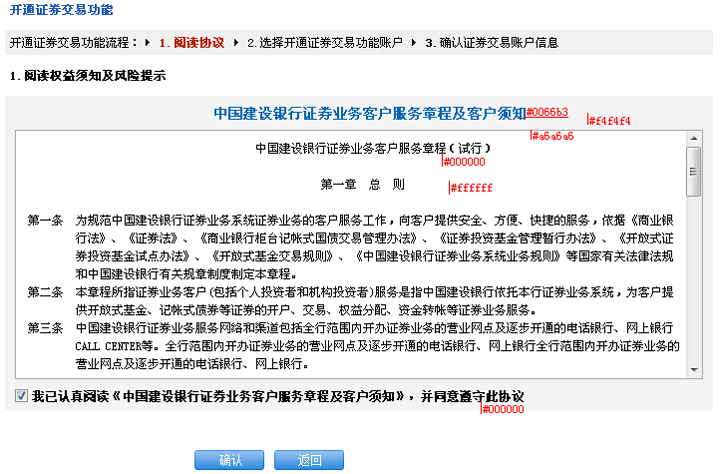 开通证券交易功能
开通证券交易功能流程： 1.阅读协议 2.选择开通证券交易功能账户 3.确认证券交易账户信息
1.阅读权益须知及风险提示
中国建设银行证券业务客户服务章程及客户须知 #0066b3
#f4f4f4
#a6a6a6
中国建设银行证券业务客户服务章程（试行）
#000000
第一章 总 则
#ffffff
第一条 为规范中国建设银行证券业务系统证券业务的客户服务工作，向客户提供安全、方便、快捷的服务，依据《商业银
行法》、《证券法》、《商业银行柜台记帐式国债交易管理办法》、《证券投资基金管理暂行办法》、《开放式证
券投资基金试点办法》、《开放式基金交易规则》、《中国建设银行证券业务系统业务规则》等国家有关法律法规
和中国建设银行有关规章制度制定本章程。
第二条 本章程所指证券业务客户(包括个人投资者和机构投资者)服务是指中国建设银行依托本行证券业务系统，为客户提
供开放式基金、记帐式债券等证券的开户、交易、权益分配、资金转帐等证券业务服务。
第三条 中国建设银行证券业务服务网络和渠道包括全行范围内开办证券业务的营业网点及逐步开通的电话银行、网上银行
CALL CENTER等。全行范围内开办证券业务的营业网点及逐步开通的电话银行、网上银行全行范围内开办证券业务的
营业网点及逐步开通的电话银行、网上银行。
我已认真阅读《中国建设银行证券业务客户服务章程及客户须知》，并同意遵守此协议
#000000
确认 返回